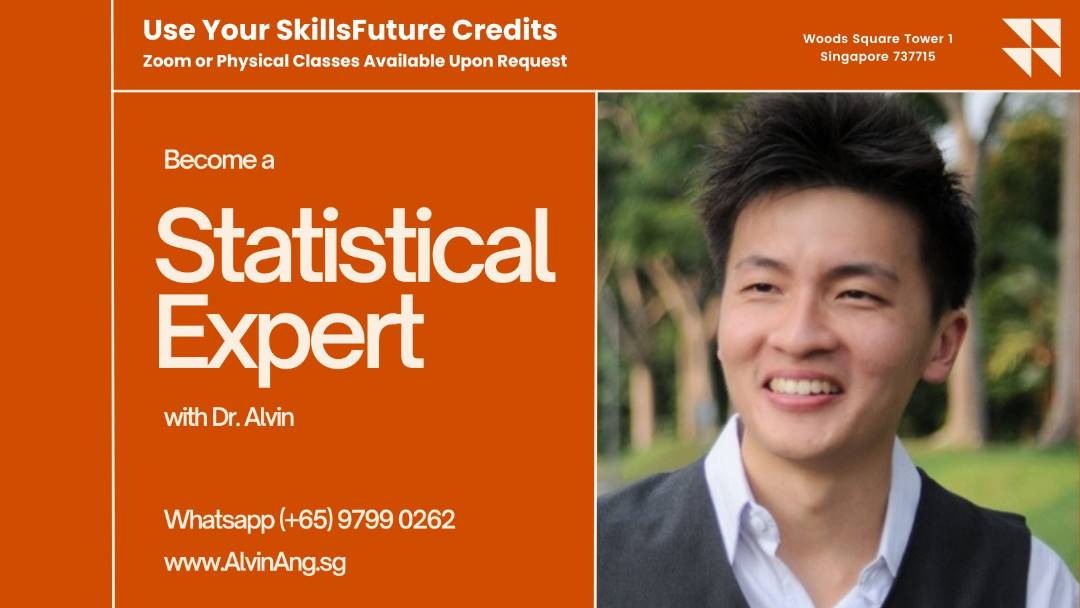 Use Your SkillsFuture Credits
Zoom or Physical Classes Available Upon Request
Woods Square Tower 1
Singapore 737715
Become a
Statistical
Expert
with Dr. Alvin
Whatsapp (+65) 9799 0262
www.AlvinAng.sg